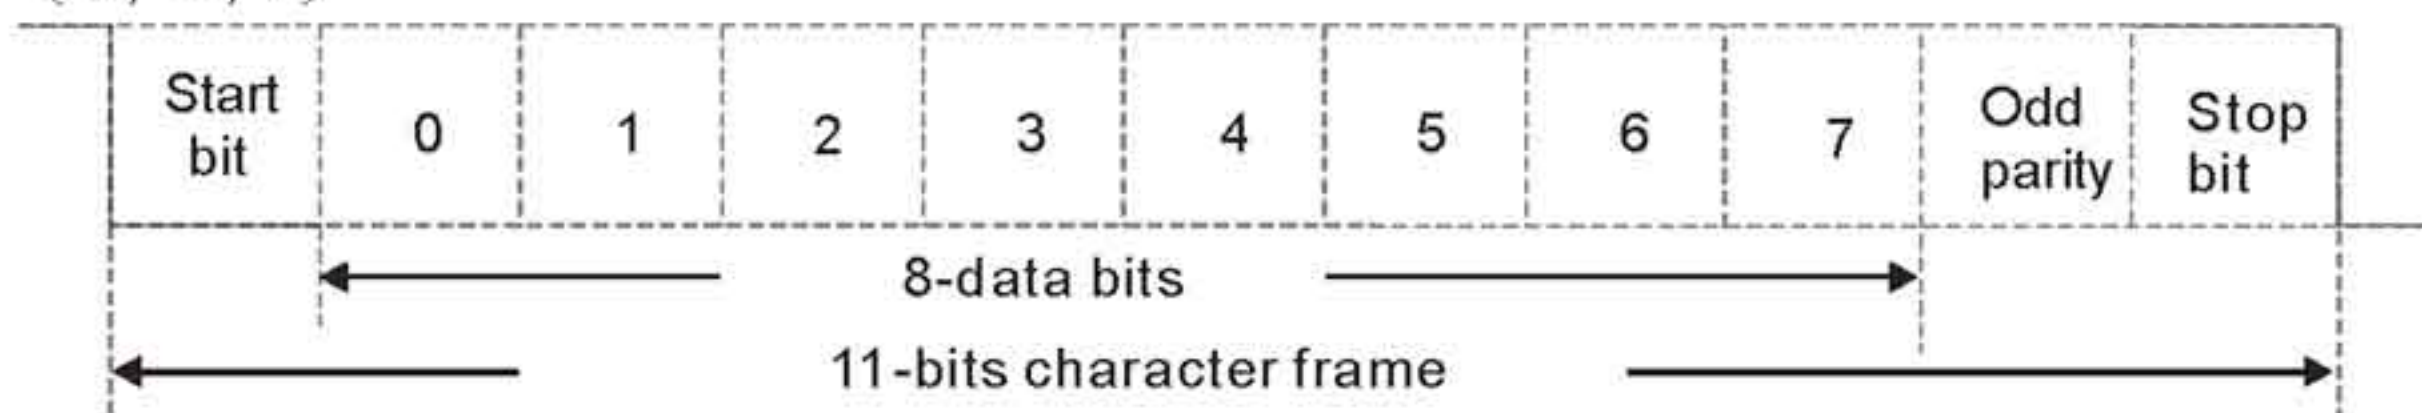 Start bit 0 1 2 3 4 5 6 7 Odd parity Stop bit
8-data bits
11-bits character frame